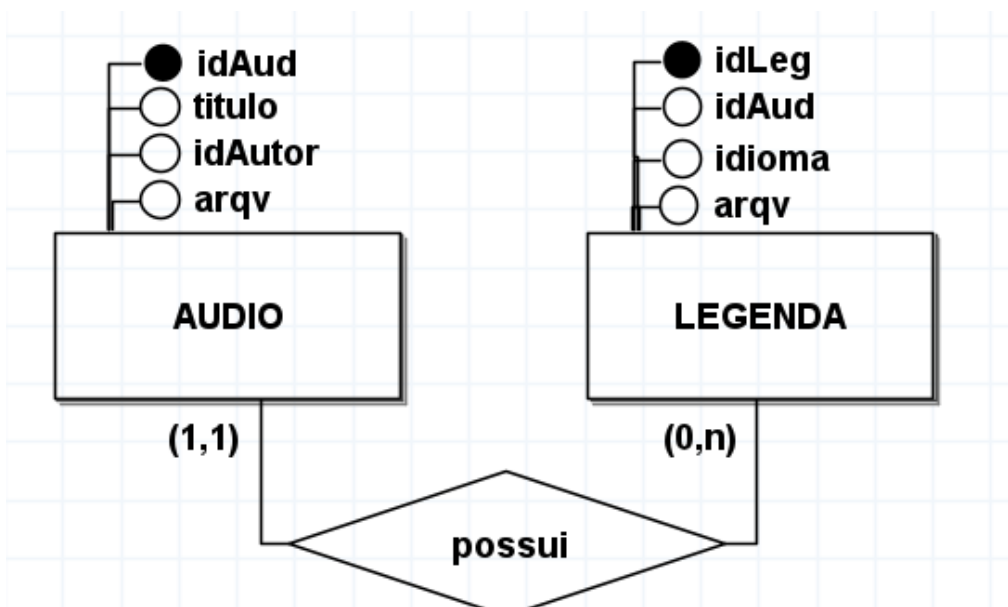 idAud
titulo
idAutor
arqv
AUDIO
(1,1)
idLeg
idAud
idioma
arqv
LEGENDA
(0,n)
possui